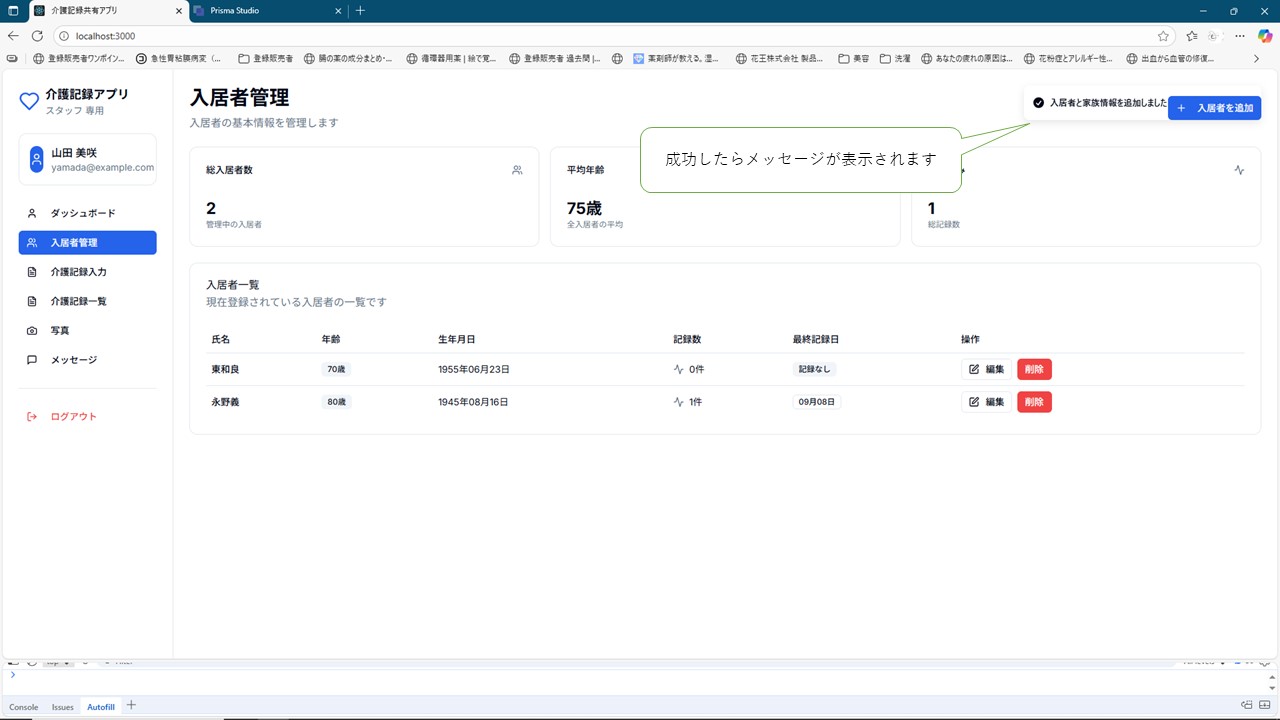 介護記録共有アプリ
Prisma Studio
localhost:3000
登録販売者ワンポイン...
急性胃粘膜病変（...
登録販売者
腸の薬の成分まとめ-...
循環器用薬 | 絵で覚...
登録販売者 過去問 |...
薬剤師が教える。湿...
花王株式会社 製品...
美容
洗濯
あなたの疲れの原因は...
花粉症とアレルギー性...
出血から血管の修復...
介護記録アプリ
スタッフ 専用
山田 美咲
yamada@example.com
ダッシュボード
入居者管理
介護記録入力
介護記録一覧
写真
メッセージ
ログアウト
入居者管理
入居者の基本情報を管理します
入居者と家族情報を追加しました
入居者を追加
成功したらメッセージが表示されます
総入居者数
2
管理中の入居者
平均年齢
75歳
全入居者の平均
1
総記録数
入居者一覧
現在登録されている入居者の一覧です
氏名 年齢 生年月日 記録数 最終記録日 操作
東和良 70歳 1955年06月23日 0件 記録なし 編集 削除
永野義 80歳 1945年08月16日 1件 09月08日 編集 削除
Console Issues Autofill